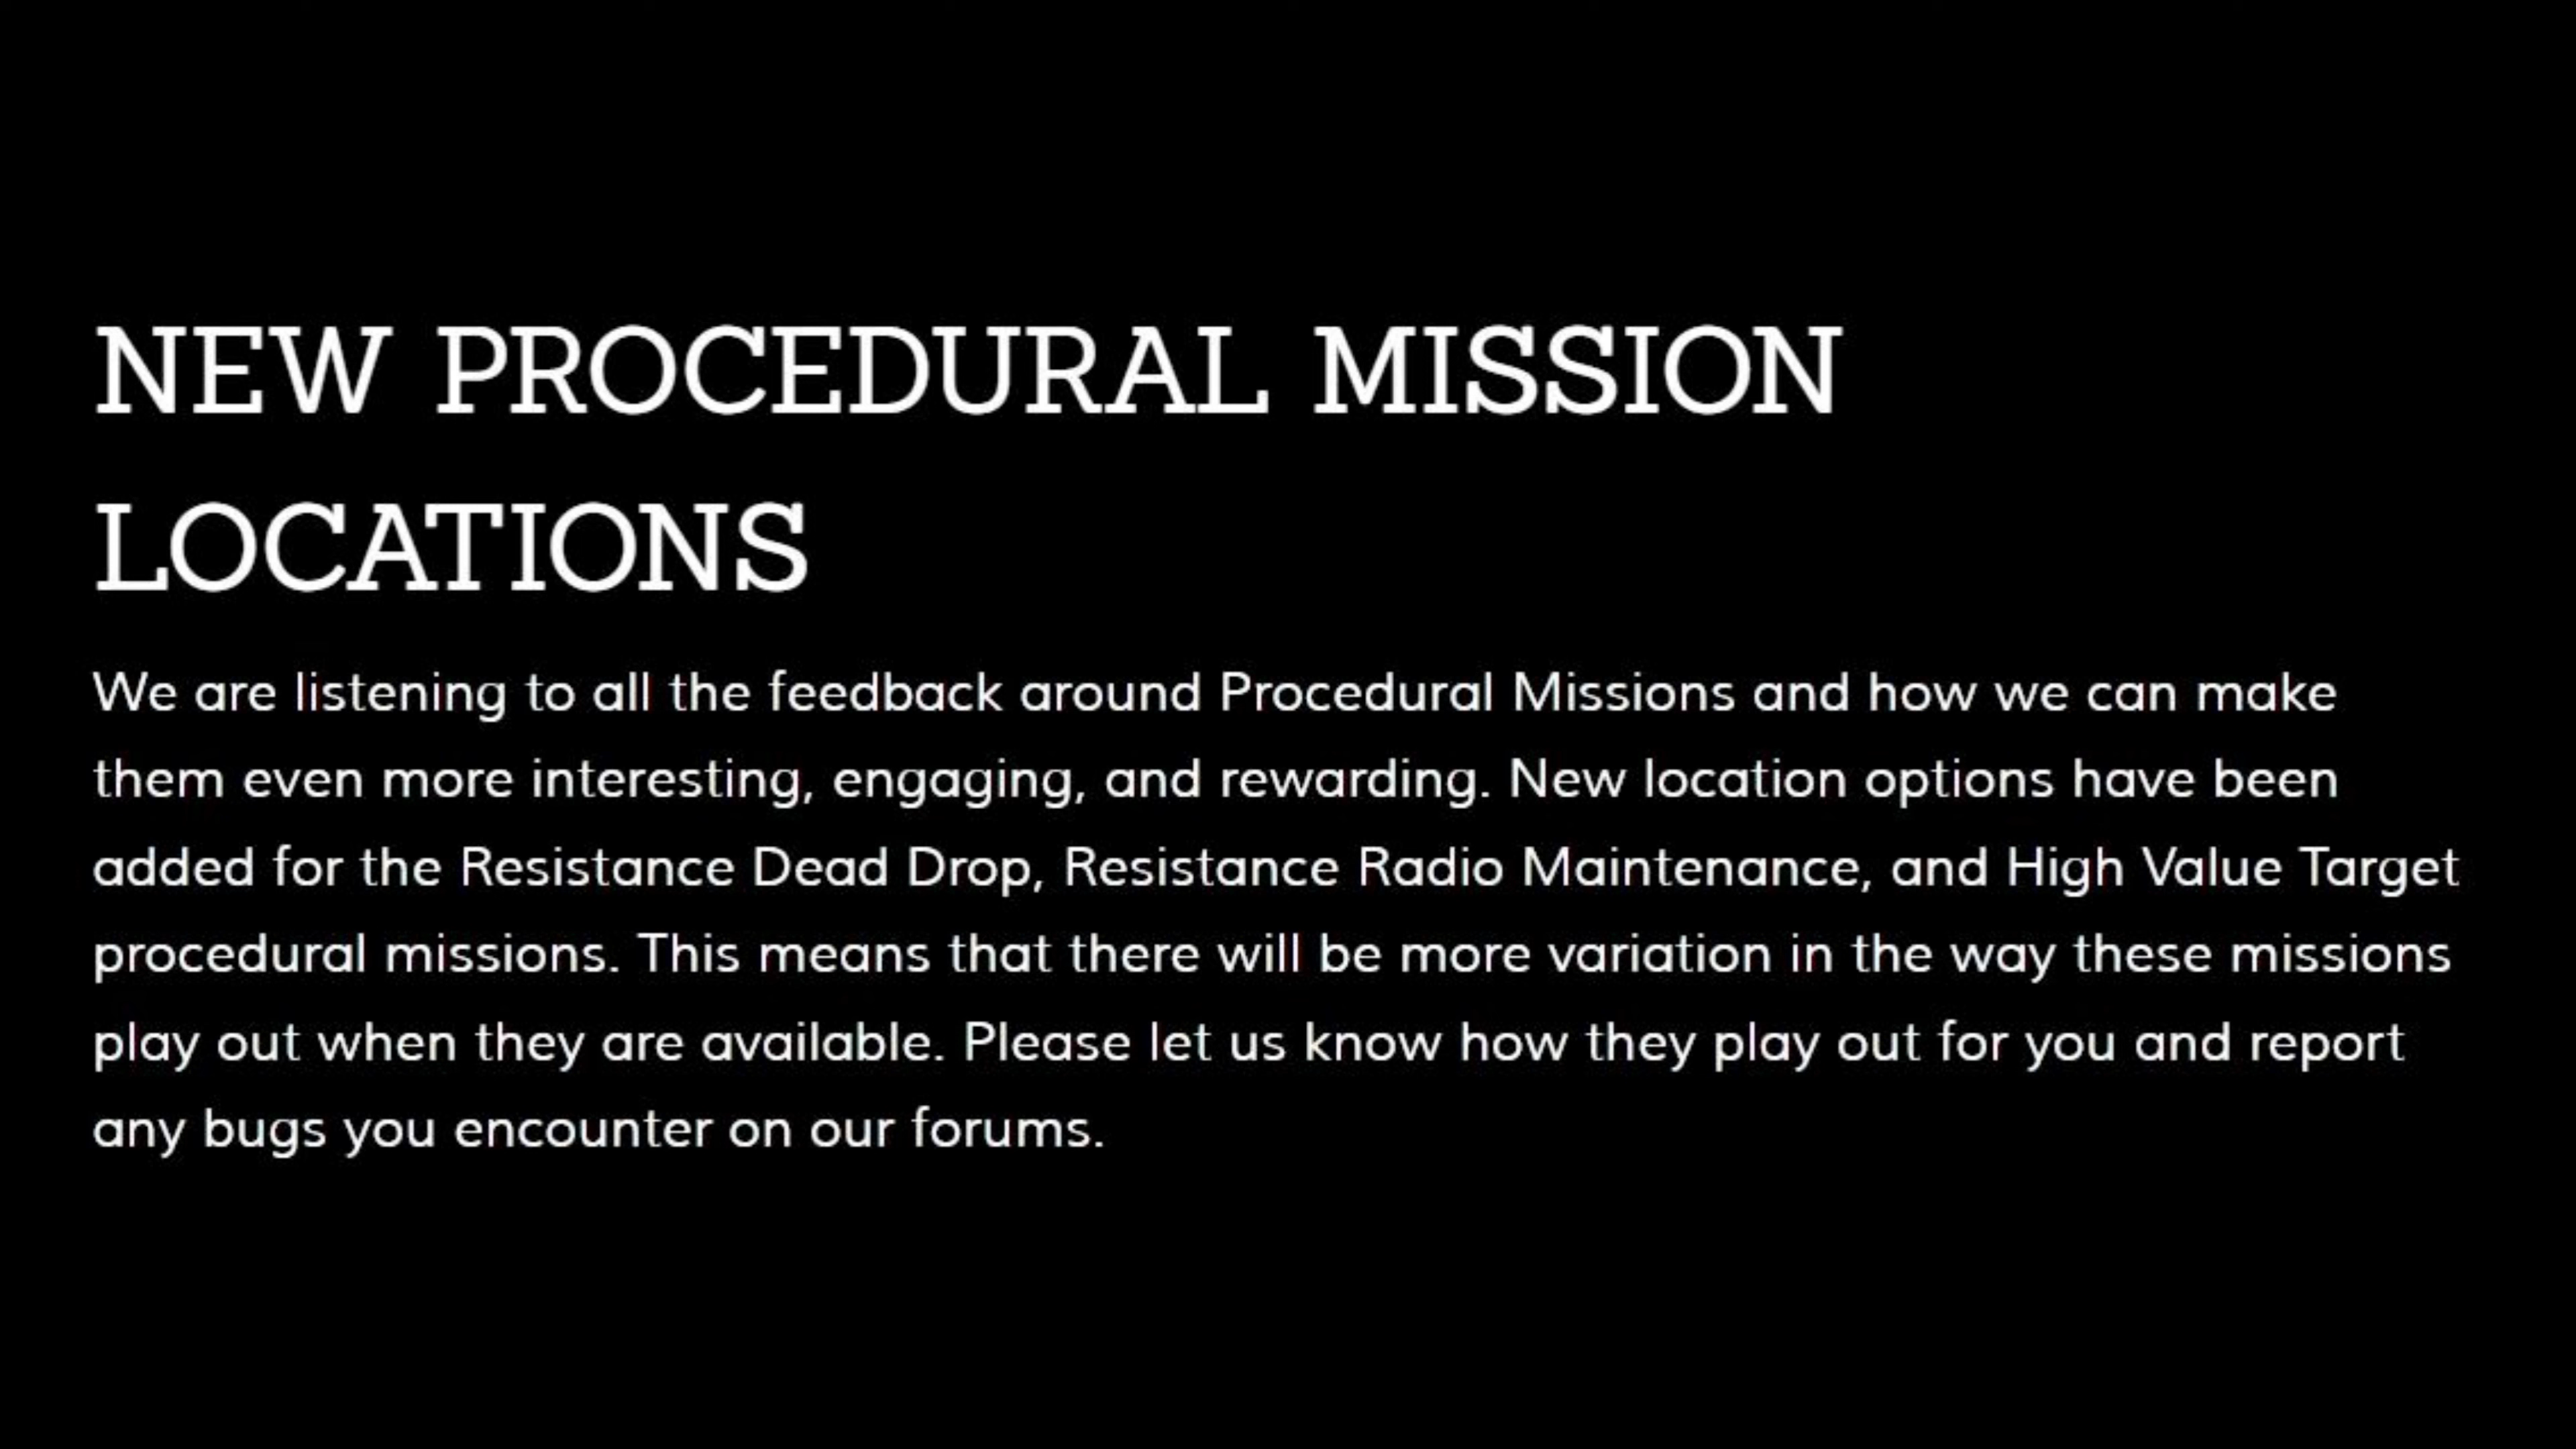 NEW PROCEDURAL MISSION
LOCATIONS
We are listening to all the feedback around Procedural Missions and how we can make
them even more interesting, engaging, and rewarding. New location options have been
added for the Resistance Dead Drop, Resistance Radio Maintenance, and High Value Target
procedural missions. This means that there will be more variation in the way these missions
play out when they are available. Please let us know how they play out for you and report
any bugs you encounter on our forums.